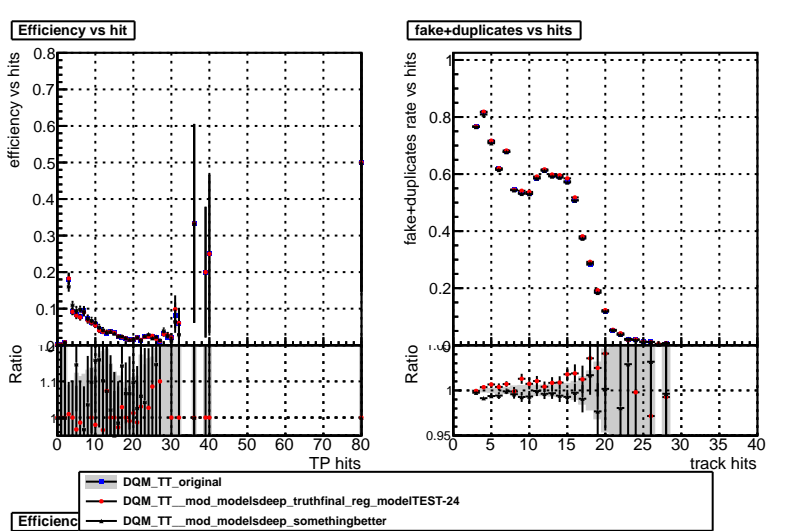 Efficiency vs hit
fake+duplicates vs hits
efficiency vs hits
0.8
0.7
0.6
0.5
0.4
0.3
0.2
0.1
0
Ratio
1.1
1
0 10 20 30 40 50 60 70 80
TP hits
fake+duplicates rate vs hits
1
0.8
0.6
0.4
0.2
0
Ratio
1
0.95
0 5 10 15 20 25 30 35 40
track hits
DQM_TT_original
DQM_TT__mod_modelsdeep_truthfinal_reg_modelTEST-24
DQM_TT__mod_modelsdeep_somethingbetter
Efficienc